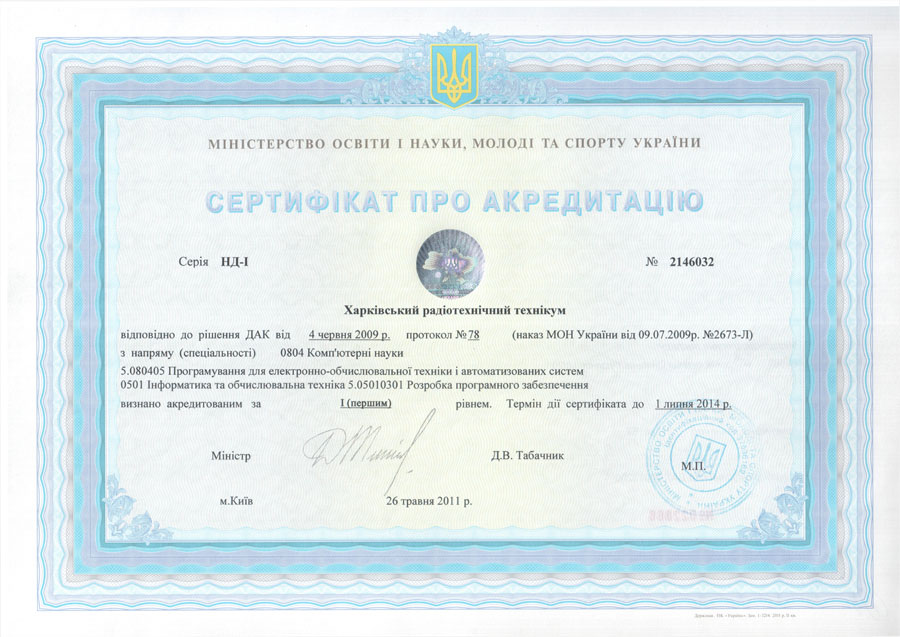 МІНІСТЕРСТВО ОСВІТИ І НАУКИ, МОЛОДІ ТА СПОРТУ УКРАЇНИ
СЕРТИФІКАТ ПРО АКРЕДИТАЦІЮ
Серія НД-І № 2146032
Харківський радіотехнічний технікум
відповідно до рішення ДАК від 4 червня 2009 р. протокол № 78 (наказ МОН України від 09.07.2009р. №2673-Л)
з напряму (спеціальності) 0804 Комп'ютерні науки
5.080405 Програмування для електронно-обчислювальної техніки і автоматизованих систем
0501 Інформатика та обчислювальна техніка 5.05010301 Розробка програмного забезпечення
визнано акредитованим за І (першим) рівнем. Термін дії сертифіката до 1 липня 2014 р.
Міністр Д.В. Табачник М.П.
м.Київ 26 травня 2011 р.